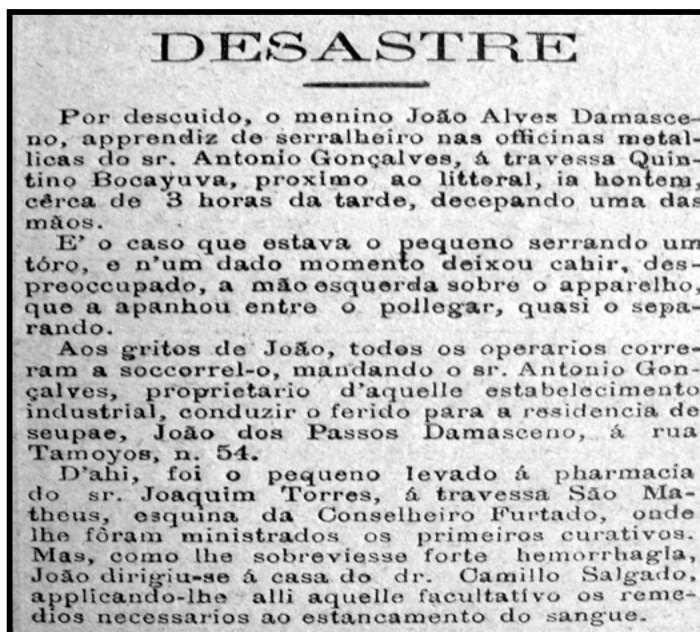 DESASTRE
Por descuido, o menino João Alves Damasce-
no, apprendiz de serralheiro nas officinas metal-
licas do sr. Antonio Gonçalves, á travessa Quin-
tino Bocayuva, proximo ao littoral, ia hontem,
cêrca de 3 horas da tarde, decepando uma das
mãos.
E' o caso que estava o pequeno serrando um
tóro, e n'um dado momento deixou cahir, des-
preoccupado, a mão esquerda sobre o apparelho,
que a apanhou entre o pollegar, quasi o sepa-
rando.
Aos gritos de João, todos os operarios corre-
ram a soccorrel-o, mandando o sr. Antonio Gon-
çalves, proprietario d'aquelle estabelecimento
industrial, conduzir o ferido para a residencia de
seupae, João dos Passos Damasceno, á rua
Tamoyos, n. 54.
D'ahi, foi o pequeno levado á pharmacia
do sr. Joaquim Torres, á travessa São Ma-
theus, esquina da Conselheiro Furtado, onde
lhe fôram ministrados os primeiros curativos.
Mas, como lhe sobreviesse forte hemorrhagia,
João dirigiu-se á casa do dr. Camillo Salgado,
applicando-lhe alli aquelle facultativo os reme-
dios necessarios ao estancamento do sangue.